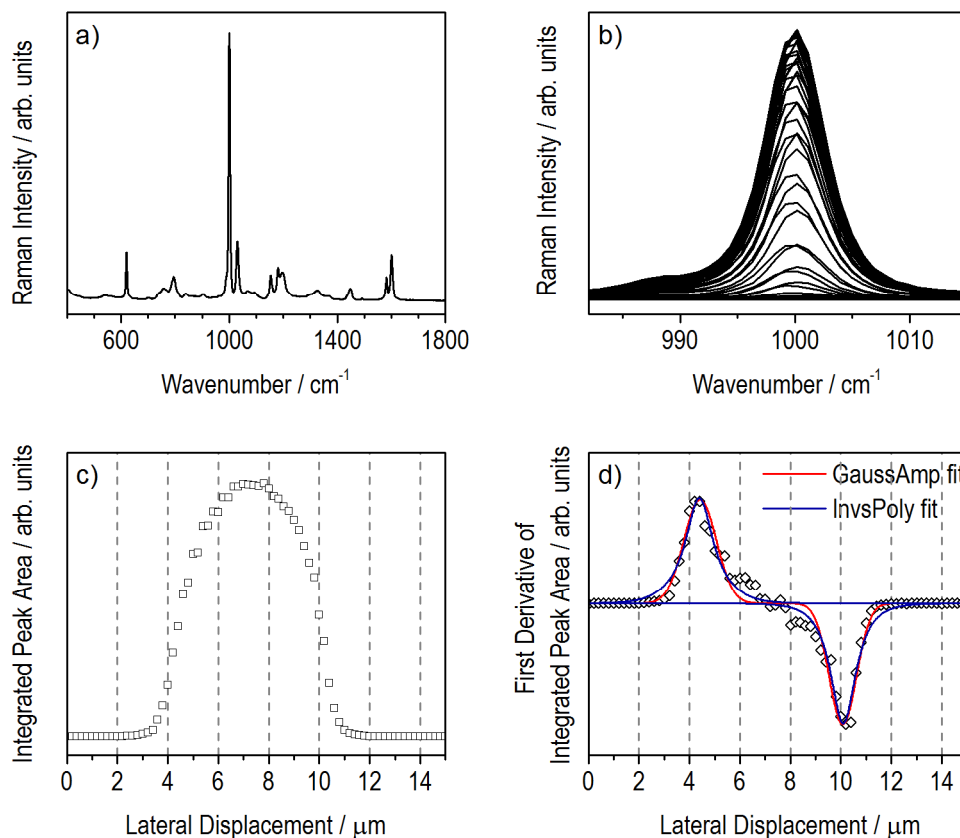 a)
Raman Intensity / arb. units
600 1000 1400 1800
Wavenumber / cm⁻¹
b)
Raman Intensity / arb. units
990 1000 1010
Wavenumber / cm⁻¹
c)
Integrated Peak Area / arb. units
0 2 4 6 8 10 12 14
Lateral Displacement / μm
d)
GaussAmp fit
InvsPoly fit
First Derivative of
Integrated Peak Area / arb. units
0 2 4 6 8 10 12 14
Lateral Displacement / μm